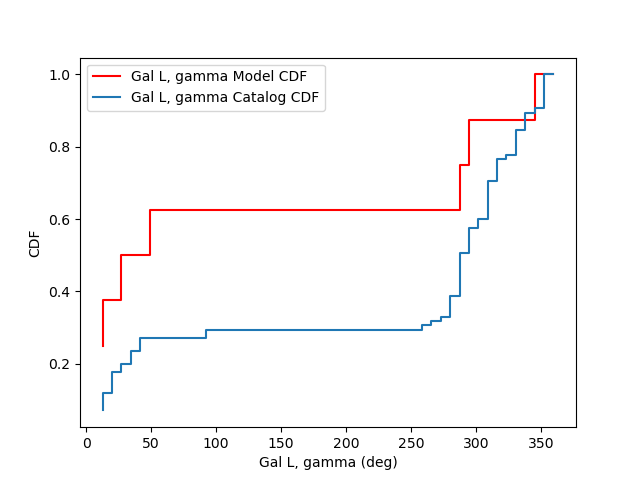 Gal L, gamma Model CDF
Gal L, gamma Catalog CDF
1.0
0.8
0.6
0.4
0.2
CDF
0 50 100 150 200 250 300 350
Gal L, gamma (deg)